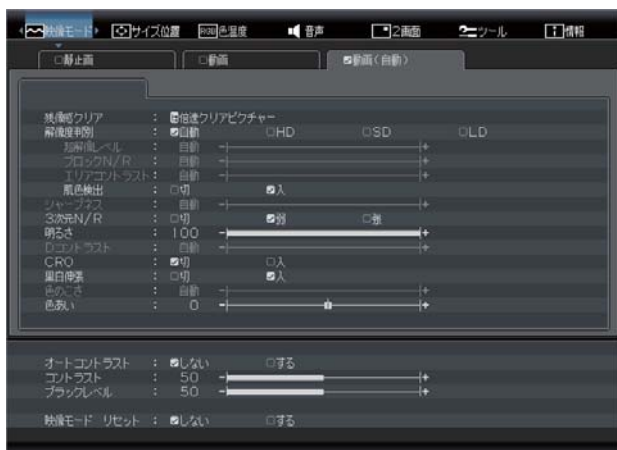 映像モード サイズ位置 RGB色温度 音声 2画面 ツール 情報
□静止画 □動画 ☑動画(自動)
残像感クリア : 倍速クリアピクチャー
解像度判別 : ☑自動 □HD □SD □LD
超解像レベル : 自動 - +
ブロックN/R : 自動 - +
エリアコントラスト : 自動 - +
肌色検出 : □切 ☑入
シャープネス : 自動 - +
3次元N/R : □切 ☑弱 □強
明るさ : 100 - +
Dコントラスト : 自動 - +
CRO : ☑切 □入
黒白伸張 : □切 ☑入
色のこさ : 自動 - +
色あい : 0 - +
オートコントラスト : ☑しない □する
コントラスト : 50 - +
ブラックレベル : 50 - +
映像モード リセット : ☑しない □する